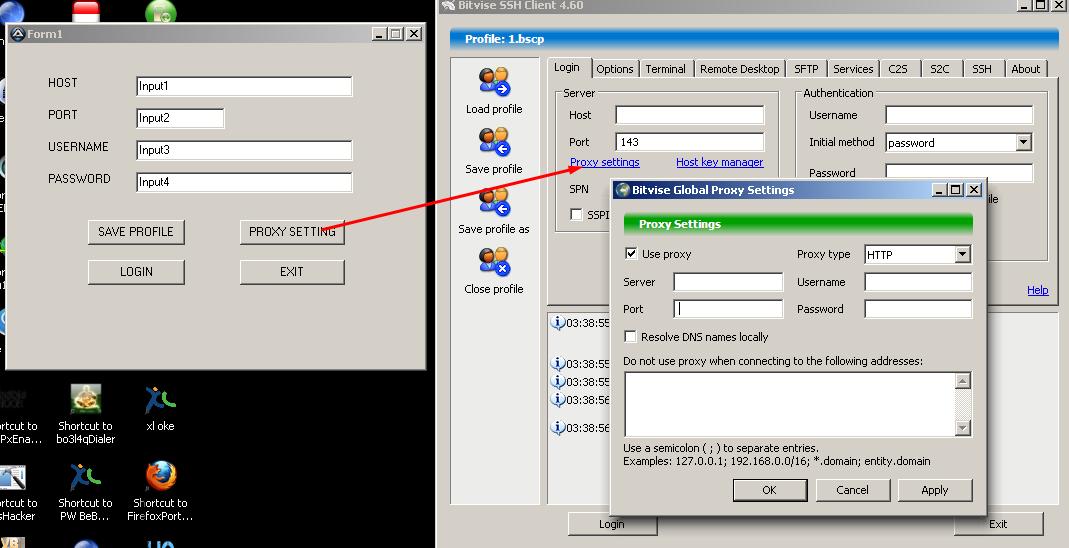 Form1
HOST
Input1
PORT
Input2
USERNAME
Input3
PASSWORD
Input4
SAVE PROFILE
PROXY SETTING
LOGIN
EXIT
rtcut to
PxEna...
Shortcut to
bo3l4qDialer
xl oke
rtcut to
sHacker
Shortcut to
PW BeB...
Shortcut to
FirefoxPort...
Bitvise SSH Client 4.60
Profile: 1.bscp
Load profile
Save profile
Save profile as
Close profile
Login Options Terminal Remote Desktop SFTP Services C2S S2C SSH About
Server
Host
Port 143
Proxy settings Host key manager
SPN
SSPI
Authentication
Username
Initial method password
Password
file
Help
03:38:55
03:38:55
03:38:55
03:38:56
03:38:56
Login
Exit
Bitvise Global Proxy Settings
Proxy Settings
Use proxy Proxy type HTTP
Server Username
Port Password
Resolve DNS names locally
Do not use proxy when connecting to the following addresses:
Use a semicolon ( ; ) to separate entries.
Examples: 127.0.0.1; 192.168.0.0/16; *.domain; entity.domain
OK Cancel Apply